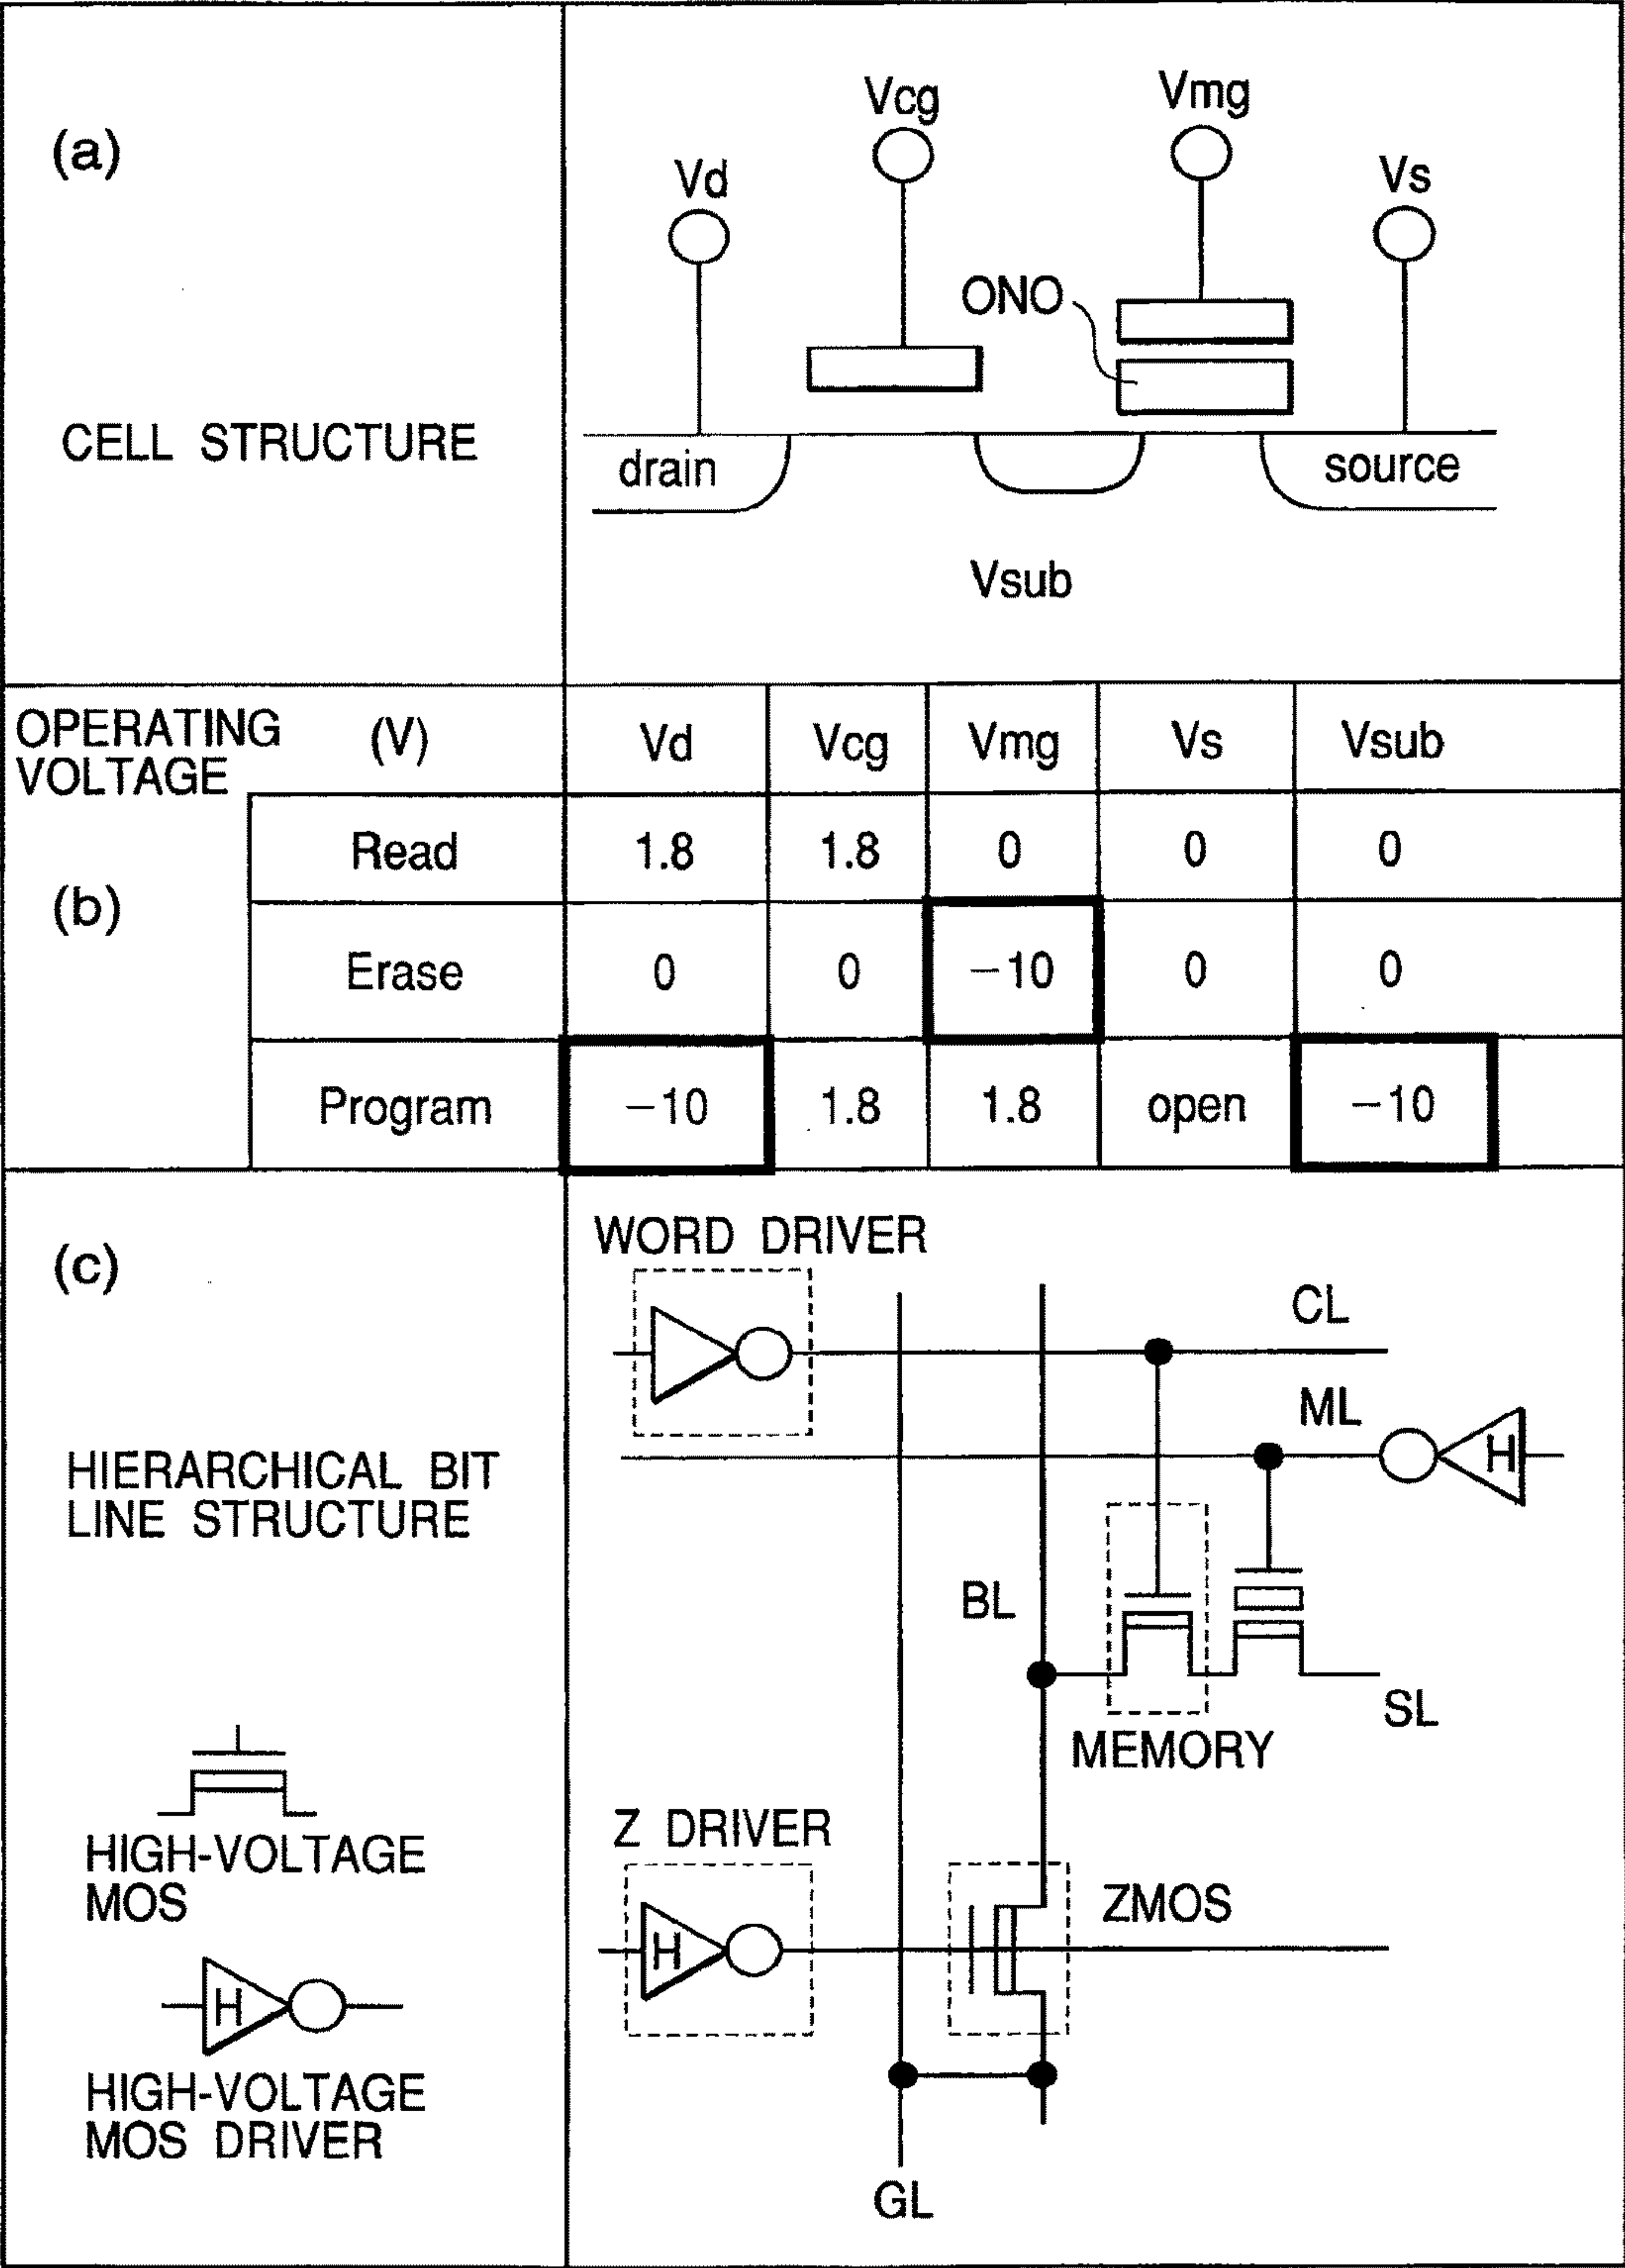 (a)
Vd
Vcg
Vmg
Vs
ONO
CELL STRUCTURE
drain
source
Vsub
OPERATING VOLTAGE (V) Vd Vcg Vmg Vs Vsub
(b)
Read 1.8 1.8 0 0 0
Erase 0 0 −10 0 0
Program −10 1.8 1.8 open −10
(c)
HIERARCHICAL BIT
LINE STRUCTURE
HIGH-VOLTAGE
MOS
H
HIGH-VOLTAGE
MOS DRIVER
WORD DRIVER
CL
ML
H
BL
SL
MEMORY
Z DRIVER
H
ZMOS
GL